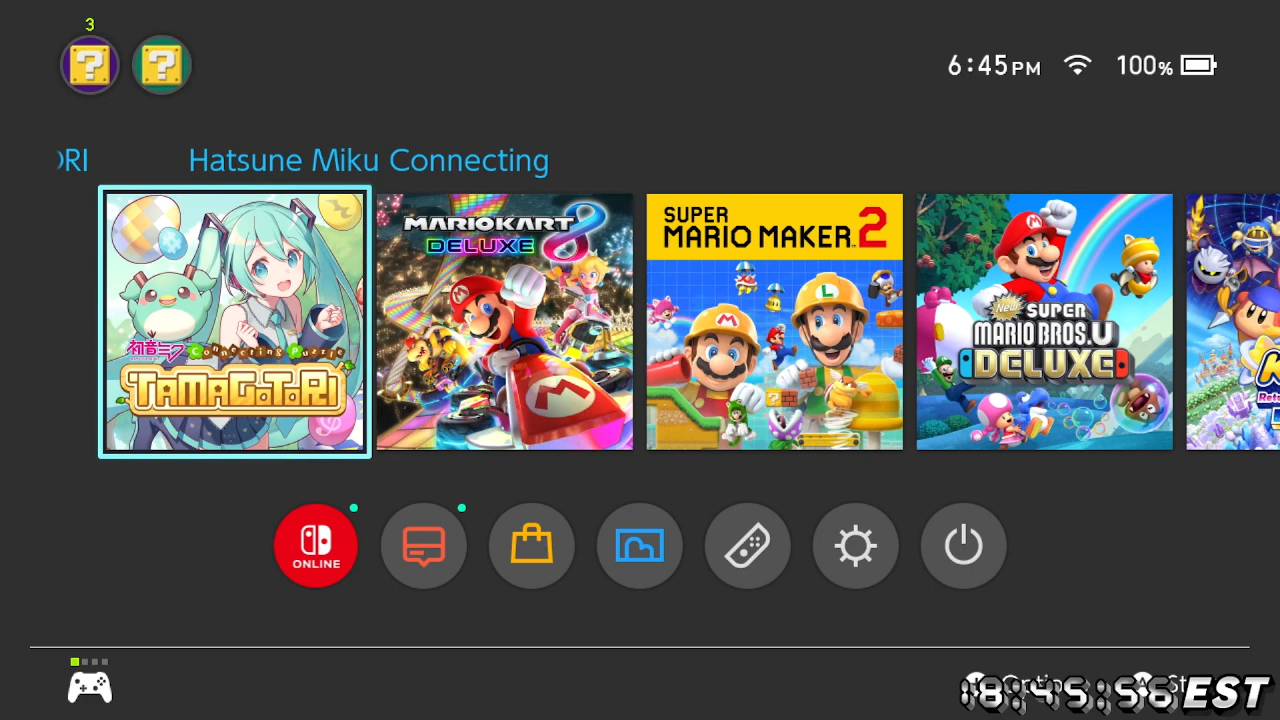 3
6:45PM
100%
ORI Hatsune Miku Connecting
初音ミク Connecting Puzzle
TAMAGOTORI
MARIOKART 8
DELUXE
SUPER
MARIO MAKER 2
New
SUPER
MARIO BROS. U
DELUXE
ONLINE
18:45:56 EST